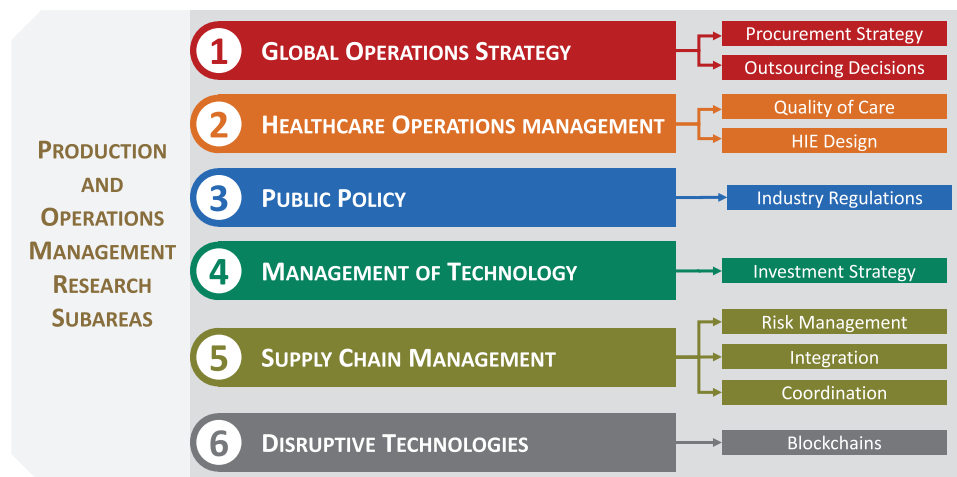 PRODUCTION
AND
OPERATIONS
MANAGEMENT
RESEARCH
SUBAREAS
1 GLOBAL OPERATIONS STRATEGY
Procurement Strategy
Outsourcing Decisions
2 HEALTHCARE OPERATIONS MANAGEMENT
Quality of Care
HIE Design
3 PUBLIC POLICY
Industry Regulations
4 MANAGEMENT OF TECHNOLOGY
Investment Strategy
5 SUPPLY CHAIN MANAGEMENT
Risk Management
Integration
Coordination
6 DISRUPTIVE TECHNOLOGIES
Blockchains